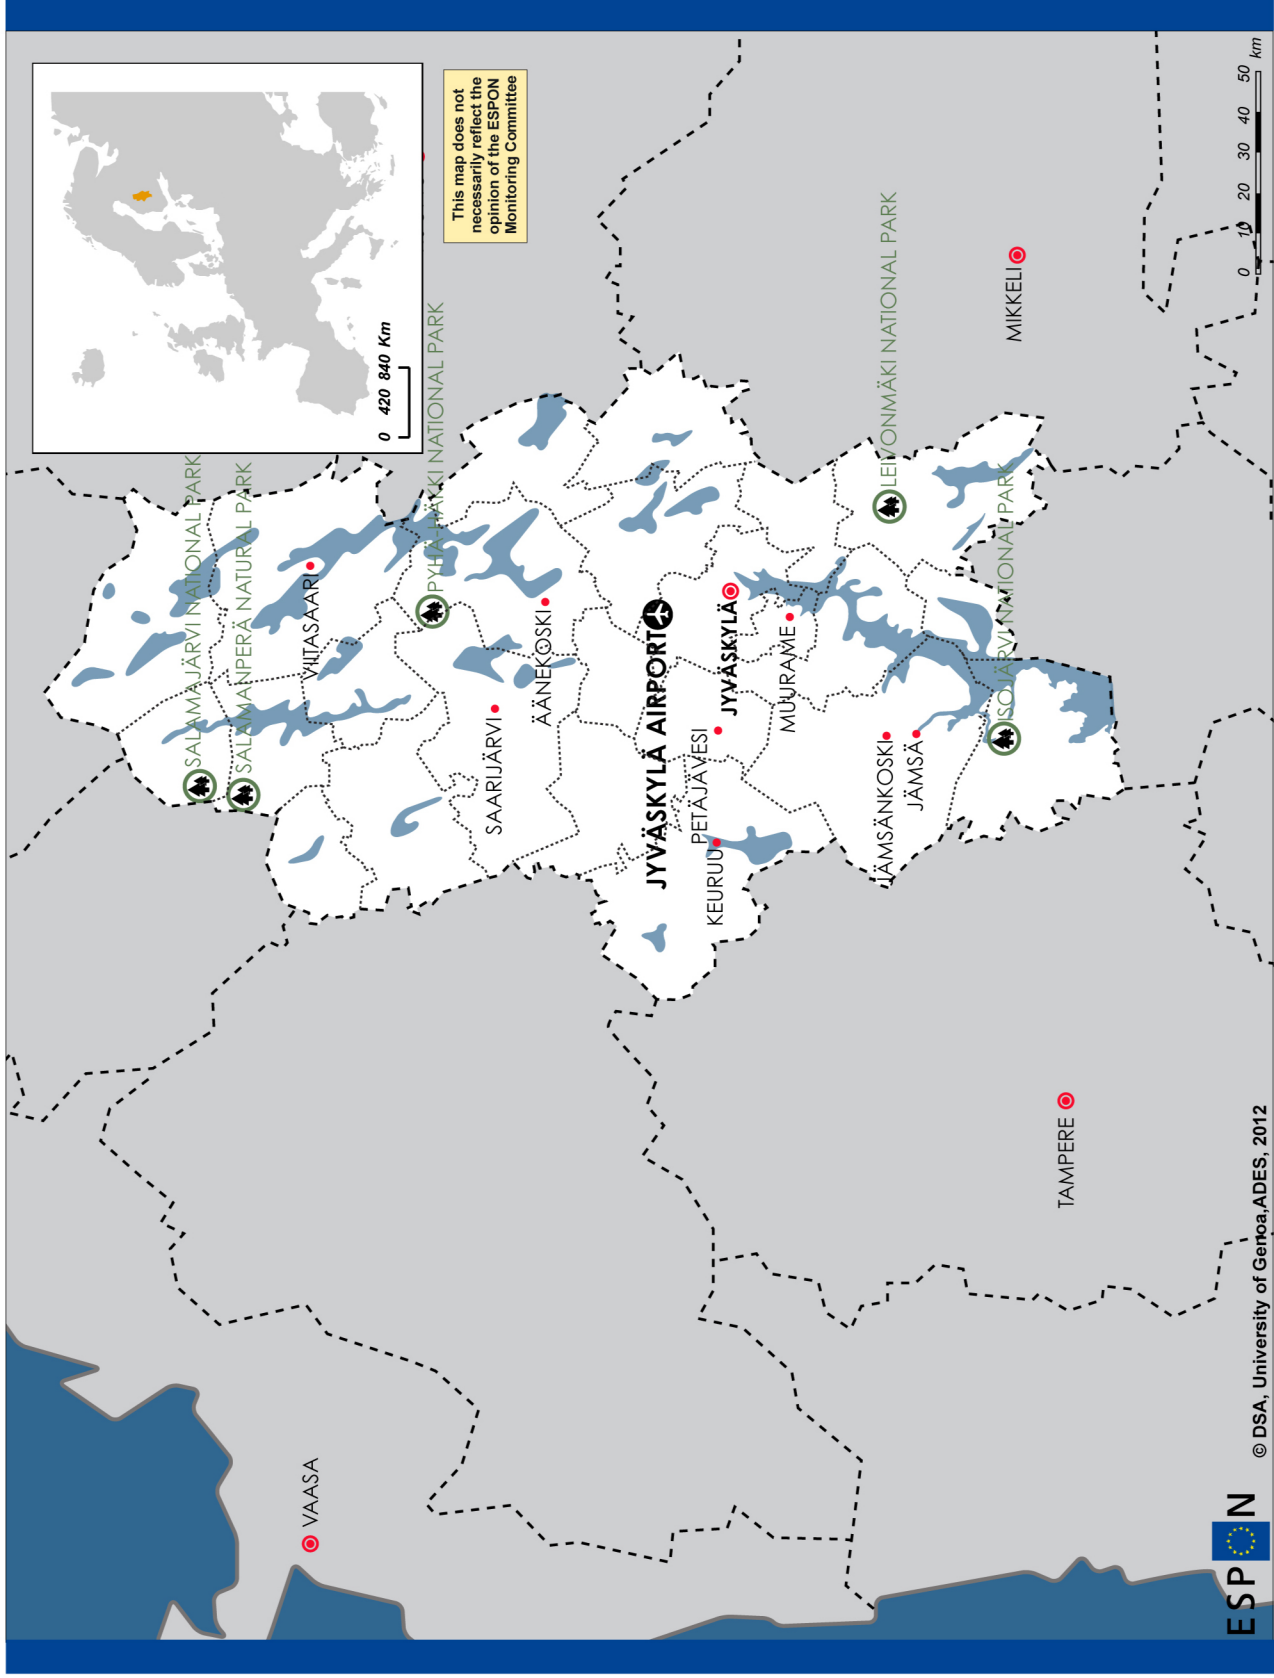 0 420 840 Km
This map does not
necessarily reflect the
opinion of the ESPON
Monitoring Committee
SALAMAJÄRVI NATIONAL PARK
SALAMANPERÄ NATURAL PARK
VIITASAARI
PYHÄ-HÄKKI NATIONAL PARK
SAARIJÄRVI
ÄÄNEKOSKI
JYVÄSKYLÄ AIRPORT
PETÄJÄVESI
KEURUU
JYVÄSKYLÄ
MUURAME
JÄMSÄNKOSKI
JÄMSÄ
LEIVONMÄKI NATIONAL PARK
ISOJÄRVI NATIONAL PARK
MIKKELI
VAASA
TAMPERE
ESP N
© DSA, University of Genoa,ADES, 2012
0 10 20 30 40 50
km